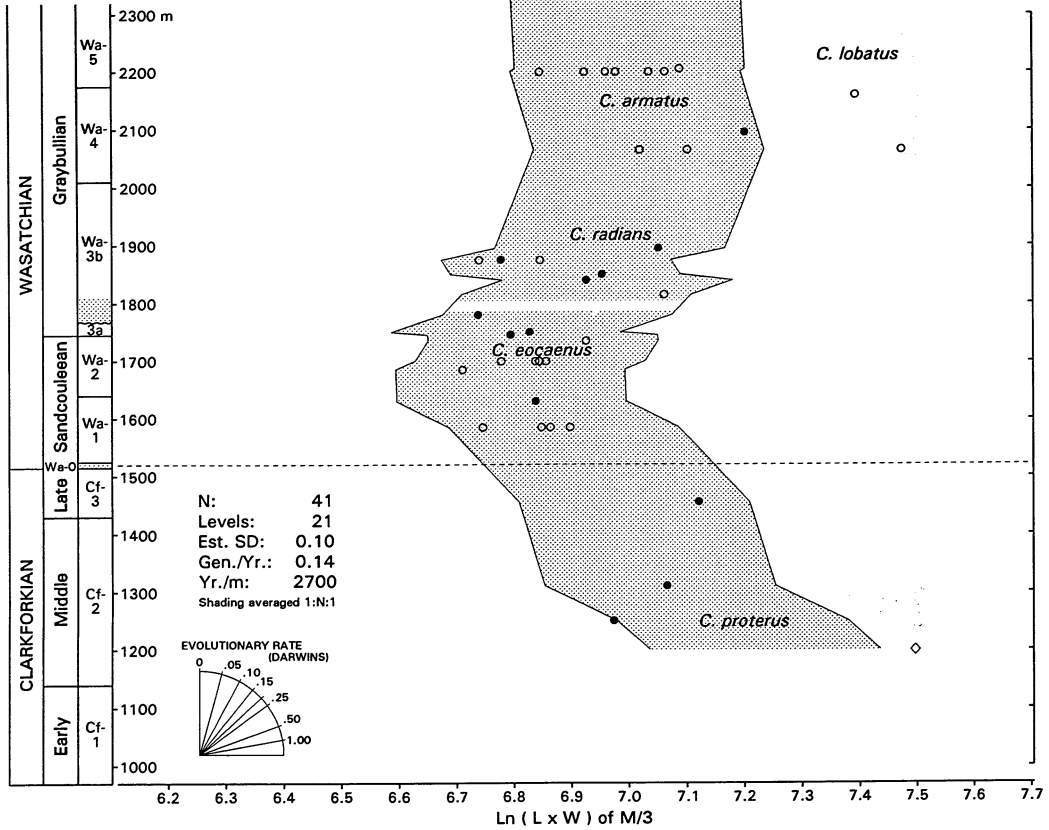 2300 m
2200
2100
2000
1900
1800
1700
1600
1500
1400
1300
1200
1100
1000
WASATCHIAN
CLARKFORKIAN
Graybullian
Sandcouleean
Late
Middle
Early
Wa-
5
Wa-
4
Wa-
3b
3a
Wa-
2
Wa-
1
Wa-0
Cf-
3
Cf-
2
Cf-
1
C. lobatus
C. armatus
C. radians
C. eocaenus
C. proterus
N: 41
Levels: 21
Est. SD: 0.10
Gen./Yr.: 0.14
Yr./m: 2700
Shading averaged 1:N:1
EVOLUTIONARY RATE
(DARWINS)
0 .05 .10 .15 .25 .50 1.00
6.2 6.3 6.4 6.5 6.6 6.7 6.8 6.9 7.0 7.1 7.2 7.3 7.4 7.5 7.6 7.7
Ln ( L x W ) of M/3